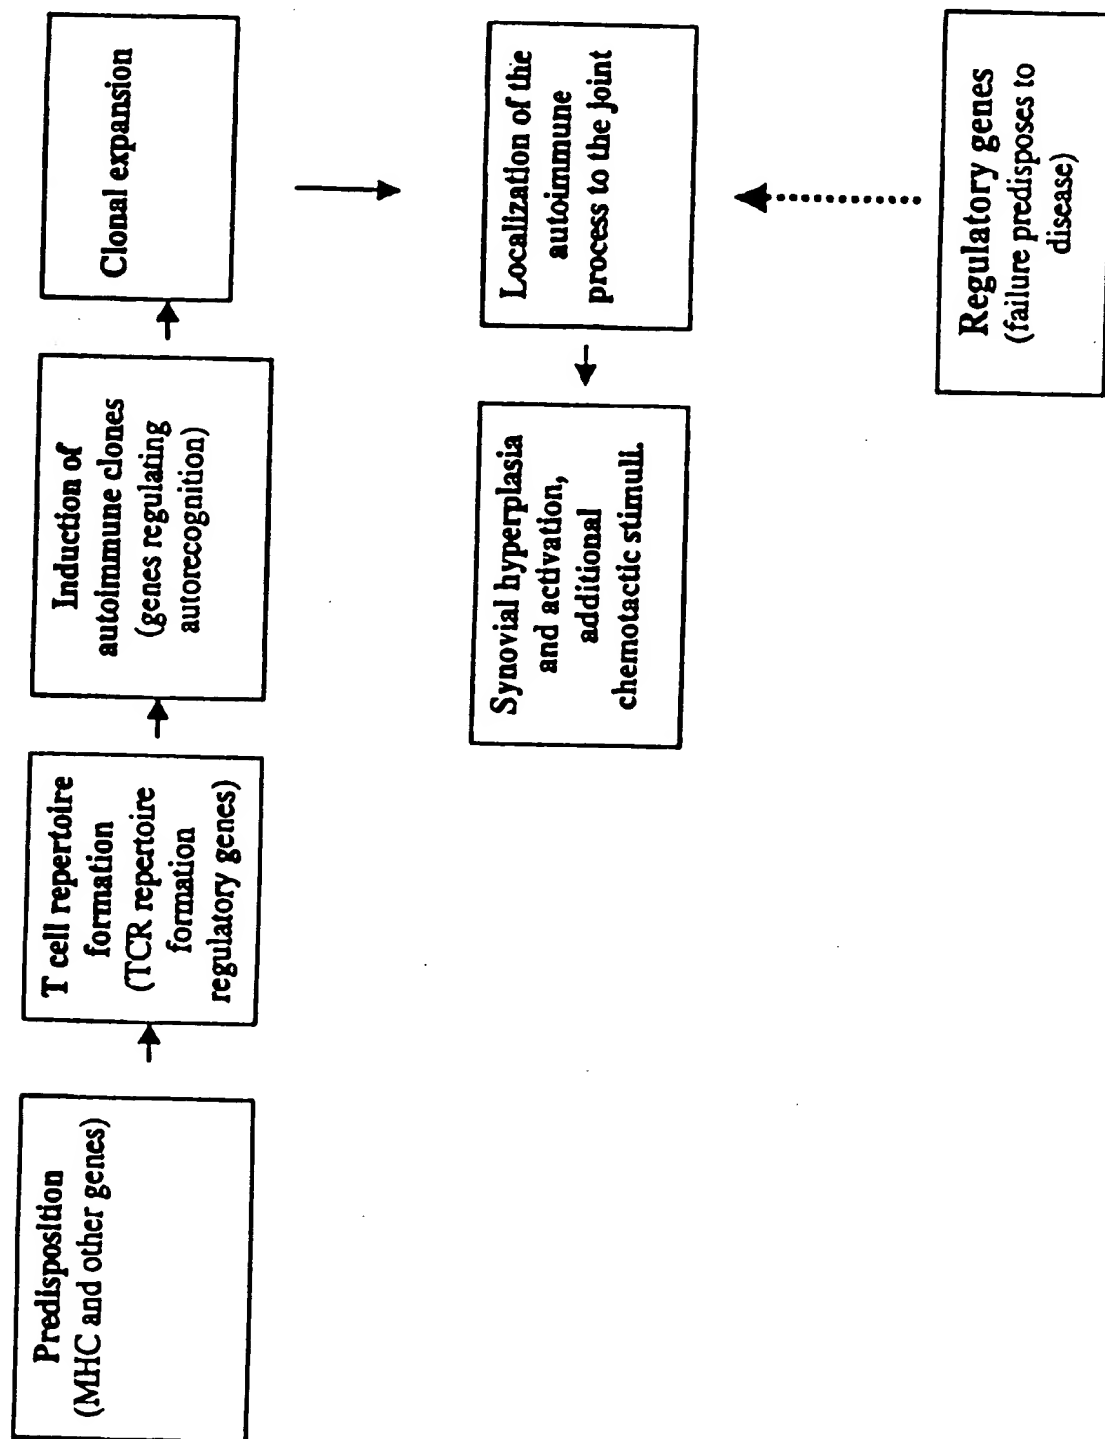 Predisposition
(MHC and other genes)
T cell repertoire
formation
(TCR repertoire
formation
regulatory genes)
Induction of
autoimmune clones
(genes regulating
autorecognition)
Clonal expansion
Localization of the
autoimmune
process to the joint
Synovial hyperplasia
and activation,
additional
chemotactic stimuli.
Regulatory genes
(failure predisposes to
disease)